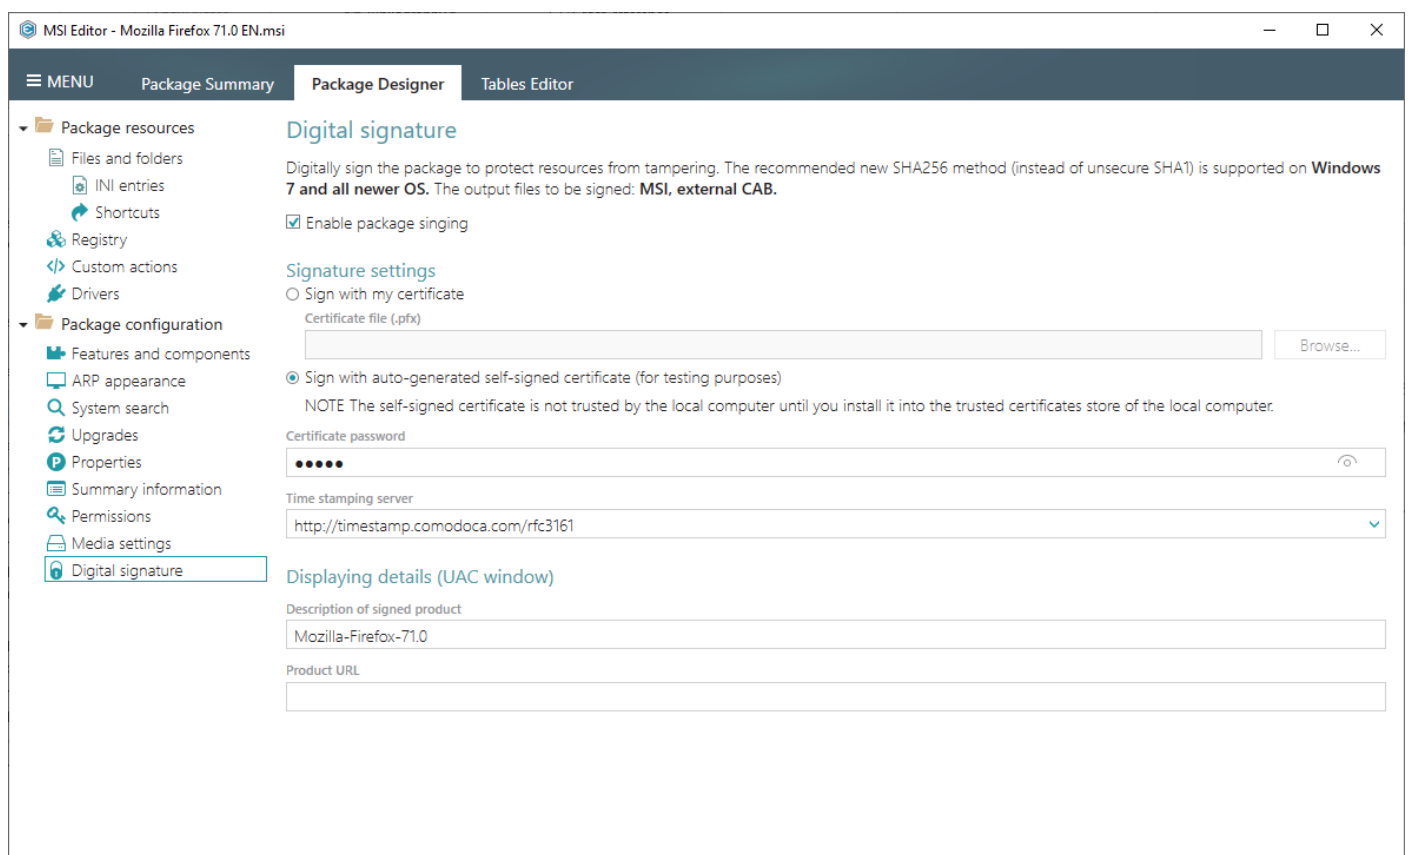 MSI Editor - Mozilla Firefox 71.0 EN.msi
MENU
Package Summary
Package Designer
Tables Editor
Package resources
Files and folders
INI entries
Shortcuts
Registry
Custom actions
Drivers
Package configuration
Features and components
ARP appearance
System search
Upgrades
Properties
Summary information
Permissions
Media settings
Digital signature
Digital signature
Digitally sign the package to protect resources from tampering. The recommended new SHA256 method (instead of unsecure SHA1) is supported on Windows
7 and all newer OS. The output files to be signed: MSI, external CAB.
Enable package singing
Signature settings
Sign with my certificate
Certificate file (.pfx)
Browse...
Sign with auto-generated self-signed certificate (for testing purposes)
NOTE The self-signed certificate is not trusted by the local computer until you install it into the trusted certificates store of the local computer.
Certificate password
●●●●●
Time stamping server
http://timestamp.comodoca.com/rfc3161
Displaying details (UAC window)
Description of signed product
Mozilla-Firefox-71.0
Product URL